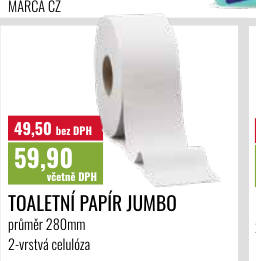 MARCA CZ
49,50 bez DPH
59,90
včetně DPH
TOALETNÍ PAPÍR JUMBO
průměr 280mm
2-vrstvá celulóza